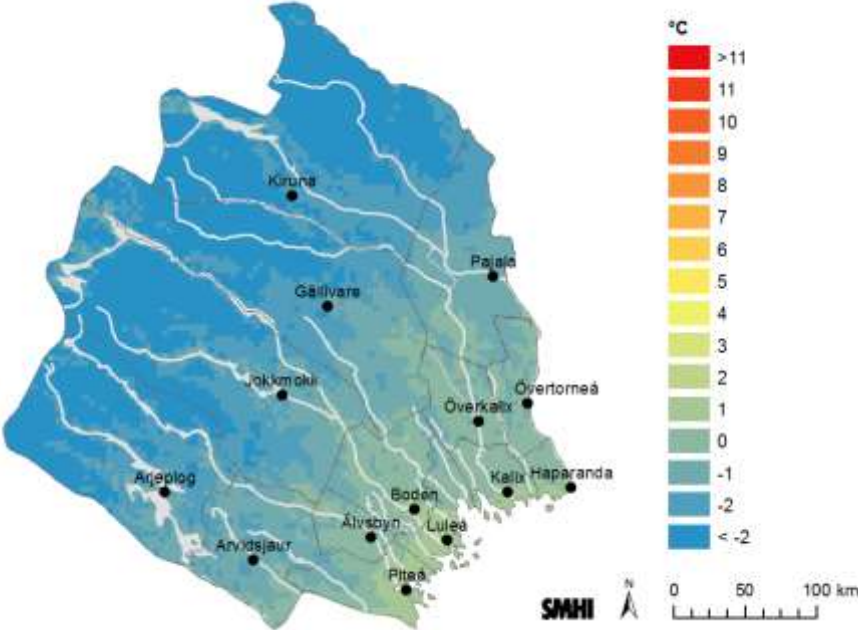 °C
>11
11
10
9
8
7
6
5
4
3
2
1
0
-1
-2
< -2
Kiruna
Pajala
Gällivare
Jokkmokk
Övertorneå
Överkalix
Arjeplog
Kalix Haparanda
Boden
Älvsbyn Luleå
Arvidsjaur
Piteå
SMHI
N
0 50 100 km